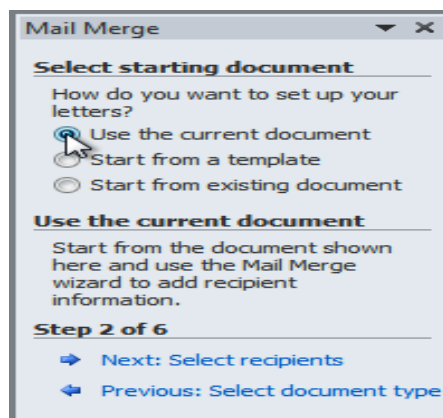 Mail Merge
Select starting document
How do you want to set up your
letters?
Use the current document
Start from a template
Start from existing document
Use the current document
Start from the document shown
here and use the Mail Merge
wizard to add recipient
information.
Step 2 of 6
Next: Select recipients
Previous: Select document type